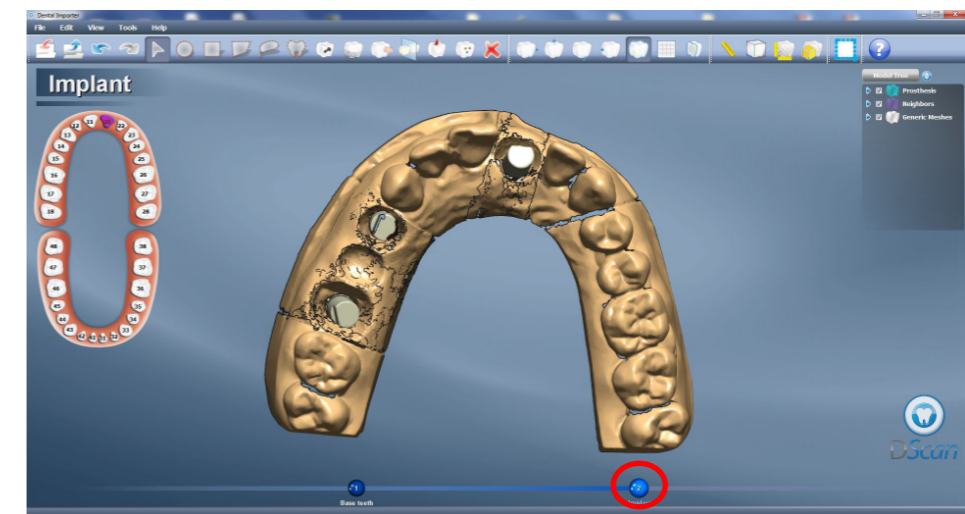 Dental Importer
File Edit View Tools Help
Implant
Model Tree
Prosthesis
Neighbors
Generic Meshes
12 11 22
13 23
14 24
15 25
16 26
17 27
18 28
48 38
47 37
46 36
45 35
44 34
43 33
42 41 31 32
DScan
1 2
Base teeth